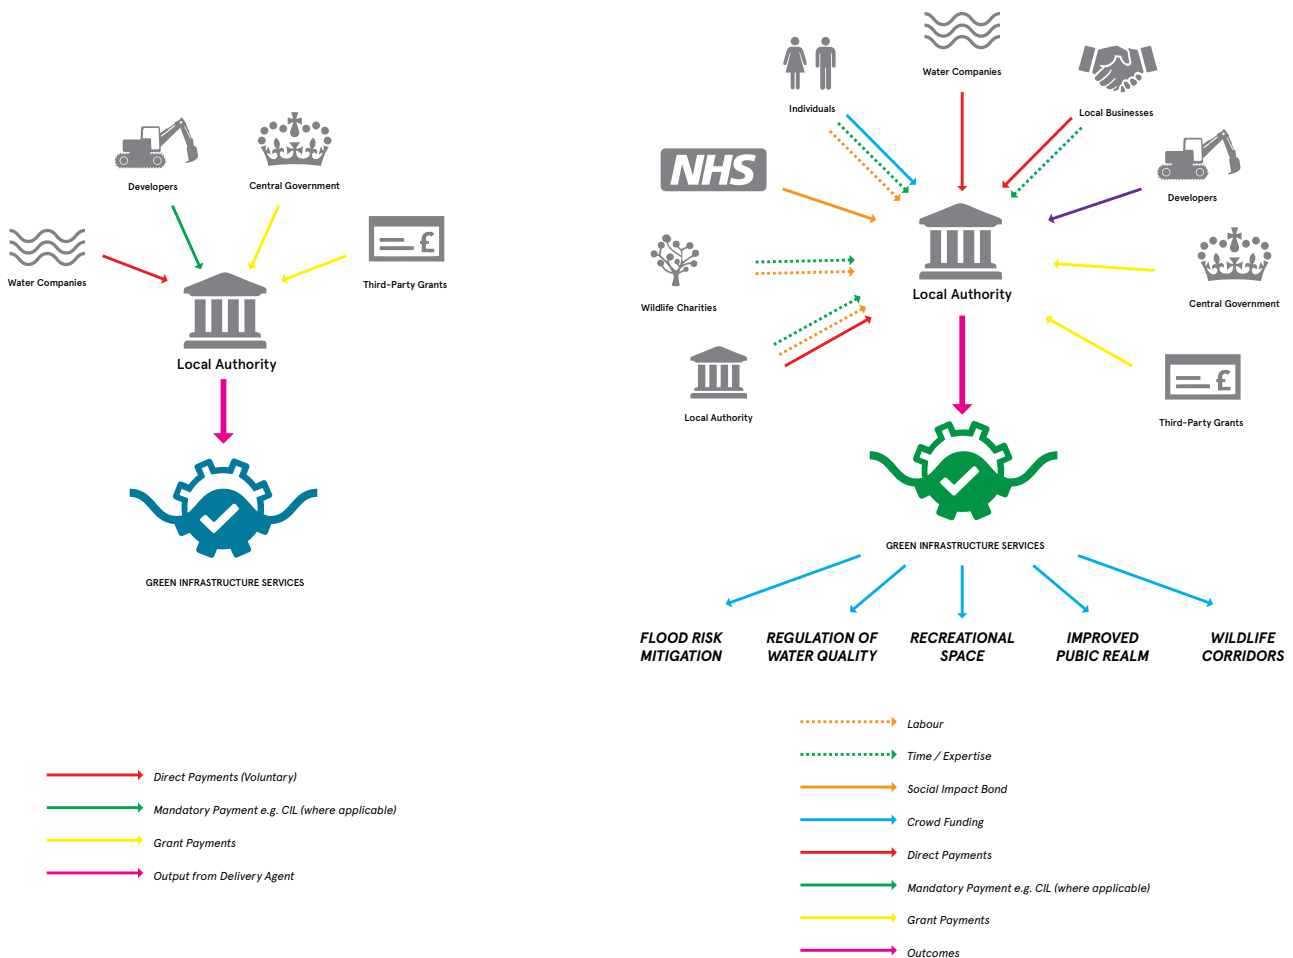 Developers
Central Government
Water Companies
£
Third-Party Grants
Local Authority
GREEN INFRASTRUCTURE SERVICES
Direct Payments (Voluntary)
Mandatory Payment e.g. CIL (where applicable)
Grant Payments
Output from Delivery Agent
Water Companies
Individuals
Local Businesses
NHS
Developers
Wildlife Charities
Local Authority
Central Government
Local Authority
£
Third-Party Grants
GREEN INFRASTRUCTURE SERVICES
FLOOD RISK
MITIGATION
REGULATION OF
WATER QUALITY
RECREATIONAL
SPACE
IMPROVED
PUBIC REALM
WILDLIFE
CORRIDORS
Labour
Time / Expertise
Social Impact Bond
Crowd Funding
Direct Payments
Mandatory Payment e.g. CIL (where applicable)
Grant Payments
Outcomes